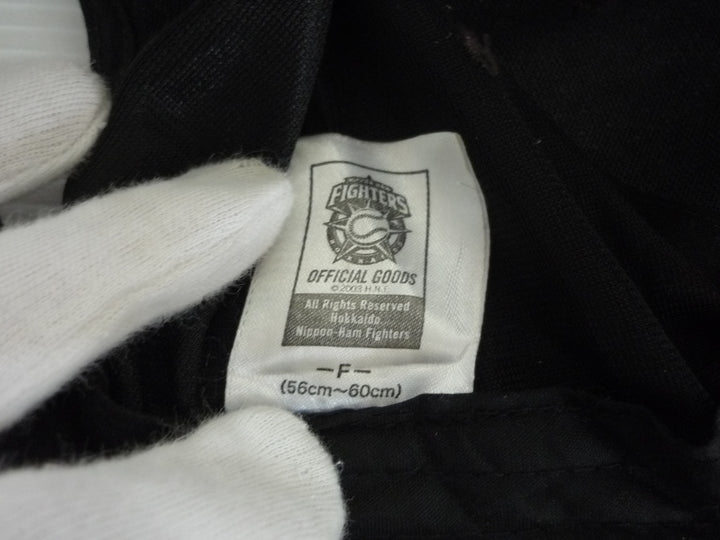 FIGHTERS
OFFICIAL GOODS
©2003 H.N.F.
All Rights Reserved
Hokkaido
Nippon-Ham Fighters
—F—
(56cm~60cm)